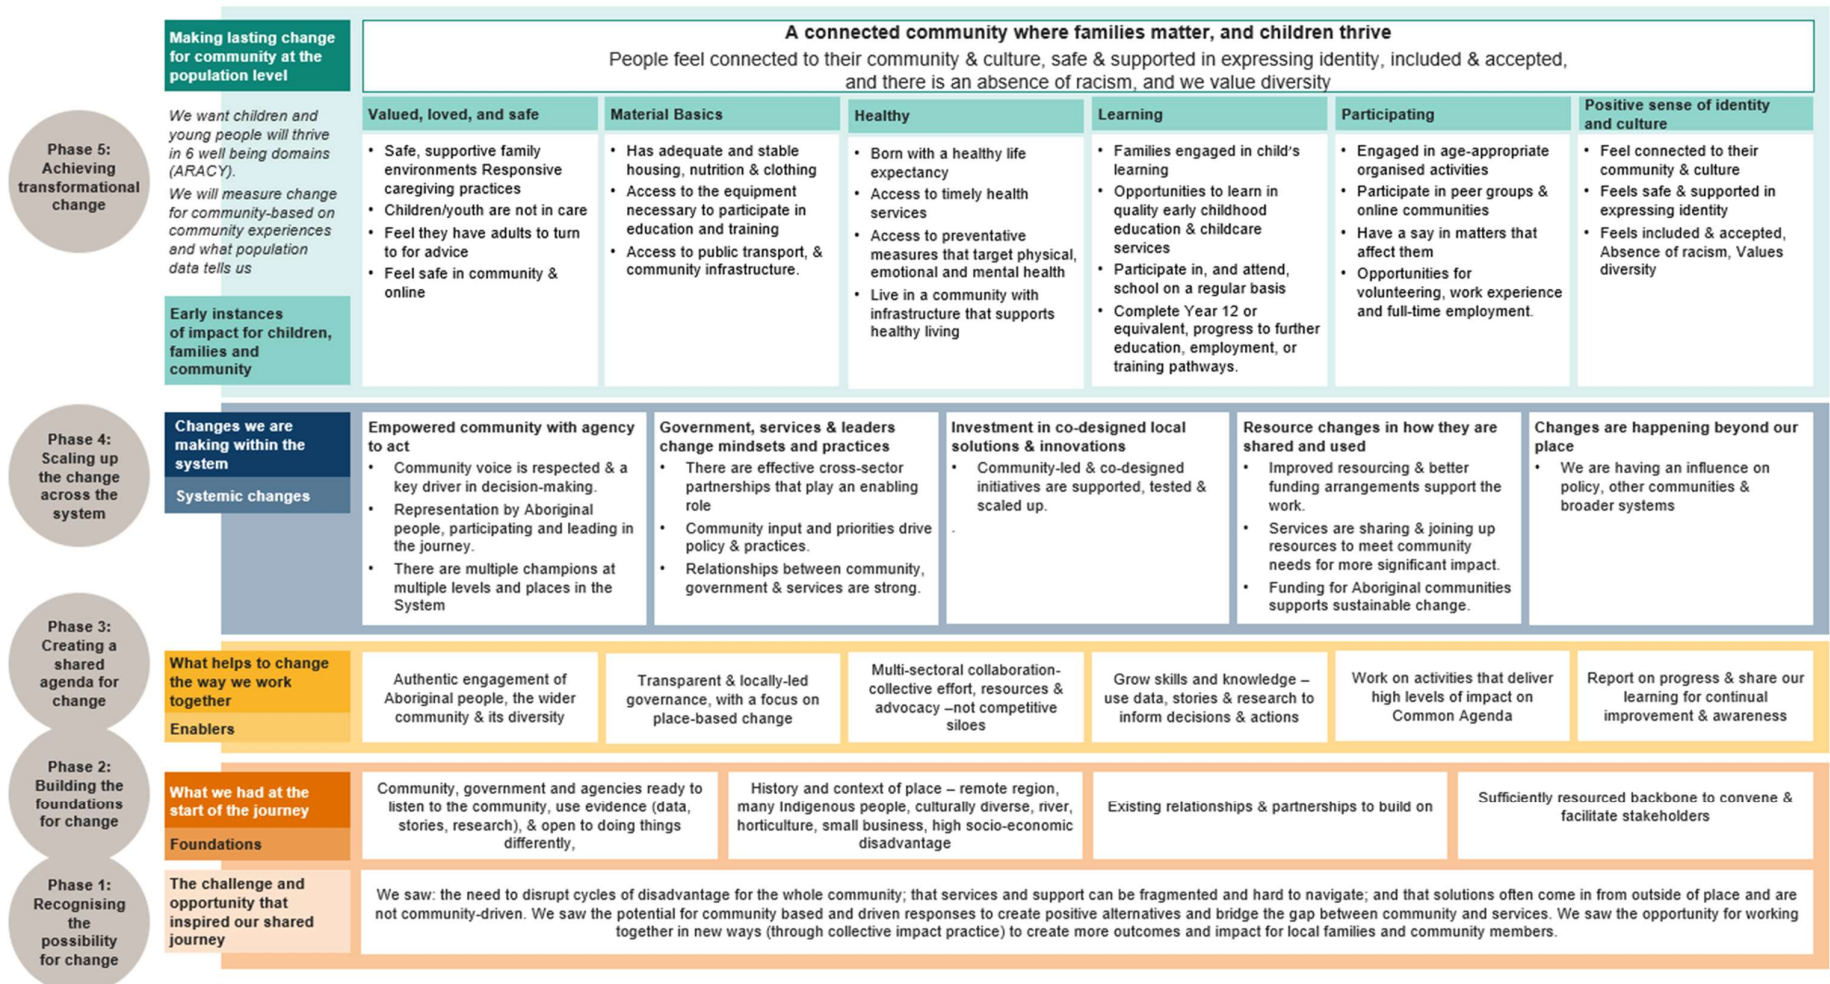 Making lasting change
for community at the
population level
A connected community where families matter, and children thrive
People feel connected to their community & culture, safe & supported in expressing identity, included & accepted,
and there is an absence of racism, and we value diversity
Phase 5:
Achieving
transformational
change
We want children and
young people will thrive
in 6 well being domains
(ARACY).
We will measure change
for community-based on
community experiences
and what population
data tells us
Early instances
of impact for children,
families and
community
Valued, loved, and safe
• Safe, supportive family
environments Responsive
caregiving practices
• Children/youth are not in care
• Feel they have adults to turn
to for advice
• Feel safe in community &
online
Material Basics
• Has adequate and stable
housing, nutrition & clothing
• Access to the equipment
necessary to participate in
education and training
• Access to public transport, &
community infrastructure.
Healthy
• Born with a healthy life
expectancy
• Access to timely health
services
• Access to preventative
measures that target physical,
emotional and mental health
• Live in a community with
infrastructure that supports
healthy living
Learning
• Families engaged in child's
learning
• Opportunities to learn in
quality early childhood
education & childcare
services
• Participate in, and attend,
school on a regular basis
• Complete Year 12 or
equivalent, progress to further
education, employment, or
training pathways.
Participating
• Engaged in age-appropriate
organised activities
• Participate in peer groups &
online communities
• Have a say in matters that
affect them
• Opportunities for
volunteering, work experience
and full-time employment.
Positive sense of identity
and culture
• Feel connected to their
community & culture
• Feels safe & supported in
expressing identity
• Feels included & accepted,
Absence of racism, Values
diversity
Phase 4:
Scaling up
the change
across the
system
Changes we are
making within the
system
Systemic changes
Empowered community with agency
to act
• Community voice is respected & a
key driver in decision-making.
• Representation by Aboriginal
people, participating and leading in
the journey.
• There are multiple champions at
multiple levels and places in the
System
Government, services & leaders
change mindsets and practices
• There are effective cross-sector
partnerships that play an enabling
role
• Community input and priorities drive
policy & practices.
• Relationships between community,
government & services are strong.
Investment in co-designed local
solutions & innovations
• Community-led & co-designed
initiatives are supported, tested &
scaled up.
.
Resource changes in how they are
shared and used
• Improved resourcing & better
funding arrangements support the
work.
• Services are sharing & joining up
resources to meet community
needs for more significant impact.
• Funding for Aboriginal communities
supports sustainable change.
Changes are happening beyond our
place
• We are having an influence on
policy, other communities &
broader systems
Phase 3:
Creating a
shared
agenda for
change
What helps to change
the way we work
together
Enablers
Authentic engagement of
Aboriginal people, the wider
community & its diversity
Transparent & locally-led
governance, with a focus on
place-based change
Multi-sectoral collaboration-
collective effort, resources &
advocacy –not competitive
siloes
Grow skills and knowledge –
use data, stories & research to
inform decisions & actions
Work on activities that deliver
high levels of impact on
Common Agenda
Report on progress & share our
learning for continual
improvement & awareness
Phase 2:
Building the
foundations
for change
What we had at the
start of the journey
Foundations
Community, government and agencies ready to
listen to the community, use evidence (data,
stories, research), & open to doing things
differently,
History and context of place – remote region,
many Indigenous people, culturally diverse, river,
horticulture, small business, high socio-economic
disadvantage
Existing relationships & partnerships to build on
Sufficiently resourced backbone to convene &
facilitate stakeholders
Phase 1:
Recognising
the
possibility
for change
The challenge and
opportunity that
inspired our shared
journey
We saw: the need to disrupt cycles of disadvantage for the whole community; that services and support can be fragmented and hard to navigate; and that solutions often come in from outside of place and are
not community-driven. We saw the potential for community based and driven responses to create positive alternatives and bridge the gap between community and services. We saw the opportunity for working
together in new ways (through collective impact practice) to create more outcomes and impact for local families and community members.